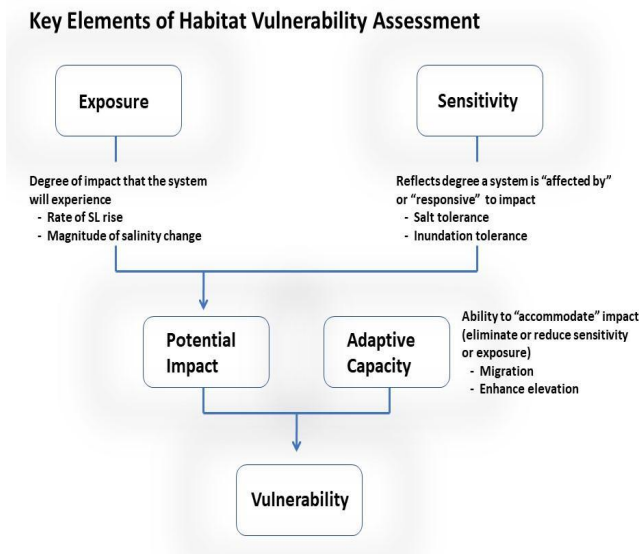 Key Elements of Habitat Vulnerability Assessment
Exposure
Sensitivity
Degree of impact that the system
will experience
- Rate of SL rise
- Magnitude of salinity change
Reflects degree a system is “affected by”
or “responsive” to impact
- Salt tolerance
- Inundation tolerance
Potential
Impact
Adaptive
Capacity
Ability to “accommodate” impact
(eliminate or reduce sensitivity
or exposure)
- Migration
- Enhance elevation
Vulnerability